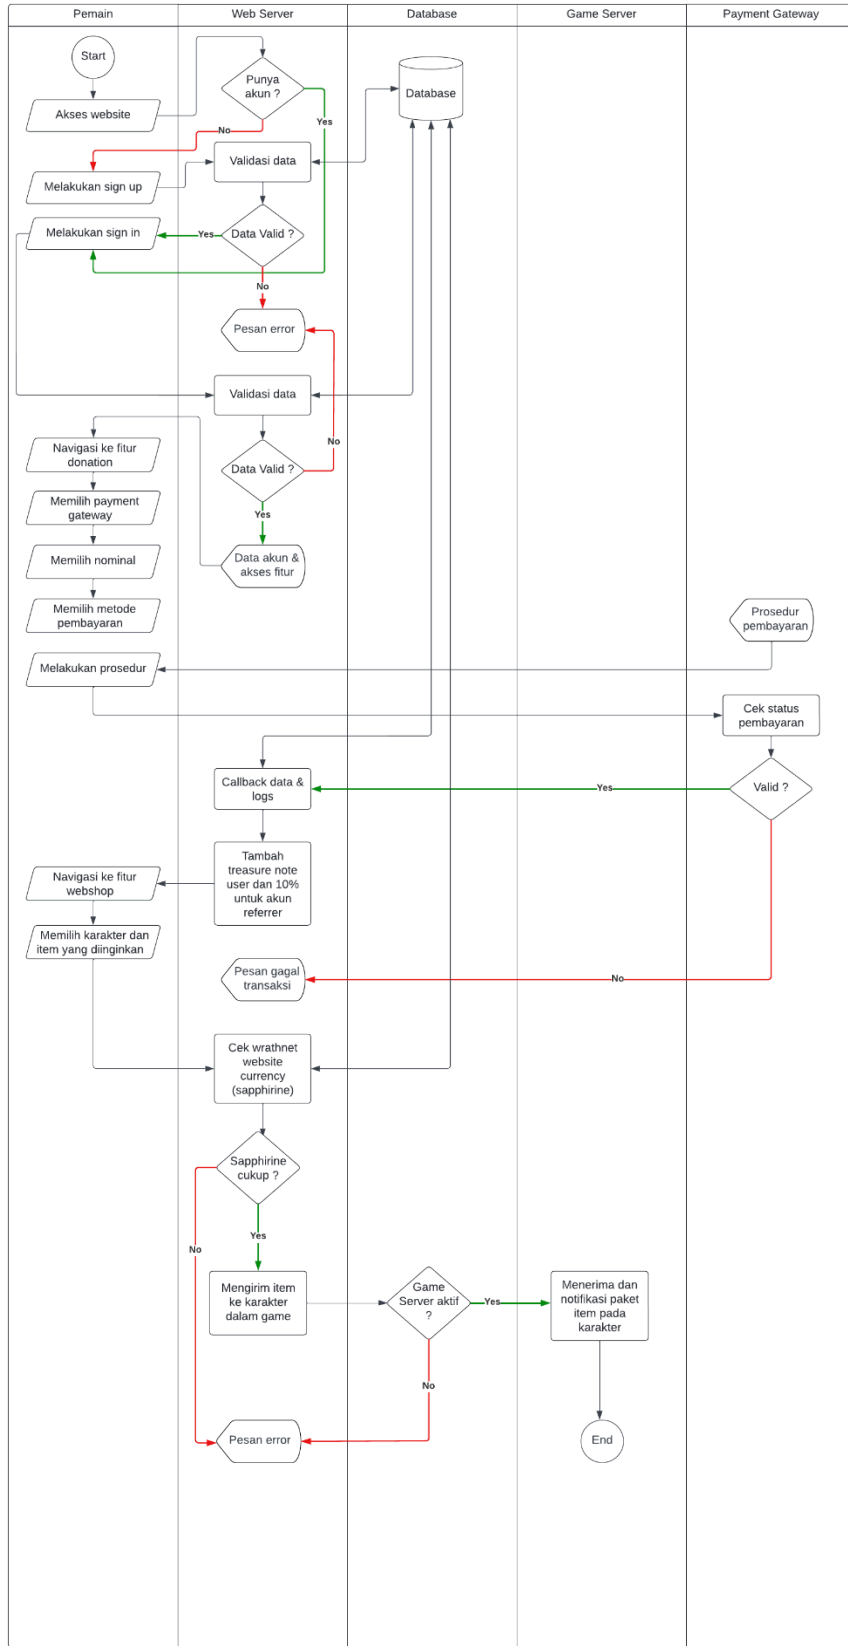 Pemain
Web Server
Database
Game Server
Payment Gateway
Start
Punya
akun ?
Database
Akses website
Yes
No
Validasi data
Melakukan sign up
Melakukan sign in
Yes
Data Valid ?
No
Pesan error
Validasi data
No
Navigasi ke fitur
donation
Data Valid ?
Memilih payment
gateway
Yes
Memilih nominal
Data akun &
akses fitur
Memilih metode
pembayaran
Prosedur
pembayaran
Melakukan prosedur
Cek status
pembayaran
Callback data &
logs
Yes
Valid ?
Tambah
treasure note
user dan 10%
untuk akun
referrer
Navigasi ke fitur
webshop
Memilih karakter dan
item yang diinginkan
Pesan gagal
transaksi
No
Cek wrathnet
website
currency
(sapphirine)
Sapphirine
cukup ?
Yes
No
Mengirim item
ke karakter
dalam game
Game
Server aktif
?
Yes
Menerima dan
notifikasi paket
item pada
karakter
No
Pesan error
End